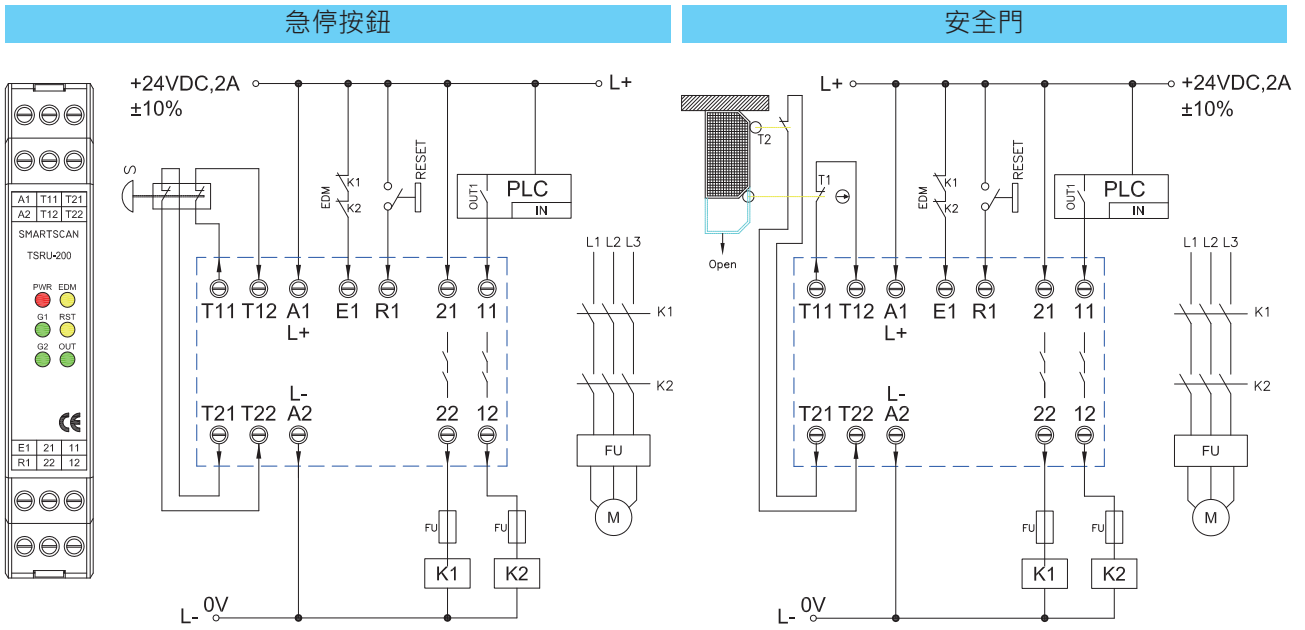 急停按鈕
安全門
+24VDC,2A
±10%
L+
S
EDM
K1
K2
RESET
OUT1
PLC
IN
A1 T11 T21
A2 T12 T22
SMARTSCAN
TSRU-200
PWR EDM
G1 RST
G2 OUT
CE
E1 21 11
R1 22 12
T11 T12 A1 E1 R1 21 11
L+
L-
T21 T22 A2 22 12
L1 L2 L3
K1
K2
FU
M
FU FU
K1 K2
L- 0V
L+
+24VDC,2A
±10%
T2
T1
Open
EDM
K1
K2
RESET
OUT1
PLC
IN
T11 T12 A1 E1 R1 21 11
L+
L-
T21 T22 A2 22 12
L1 L2 L3
K1
K2
FU
M
FU FU
K1 K2
L- 0V